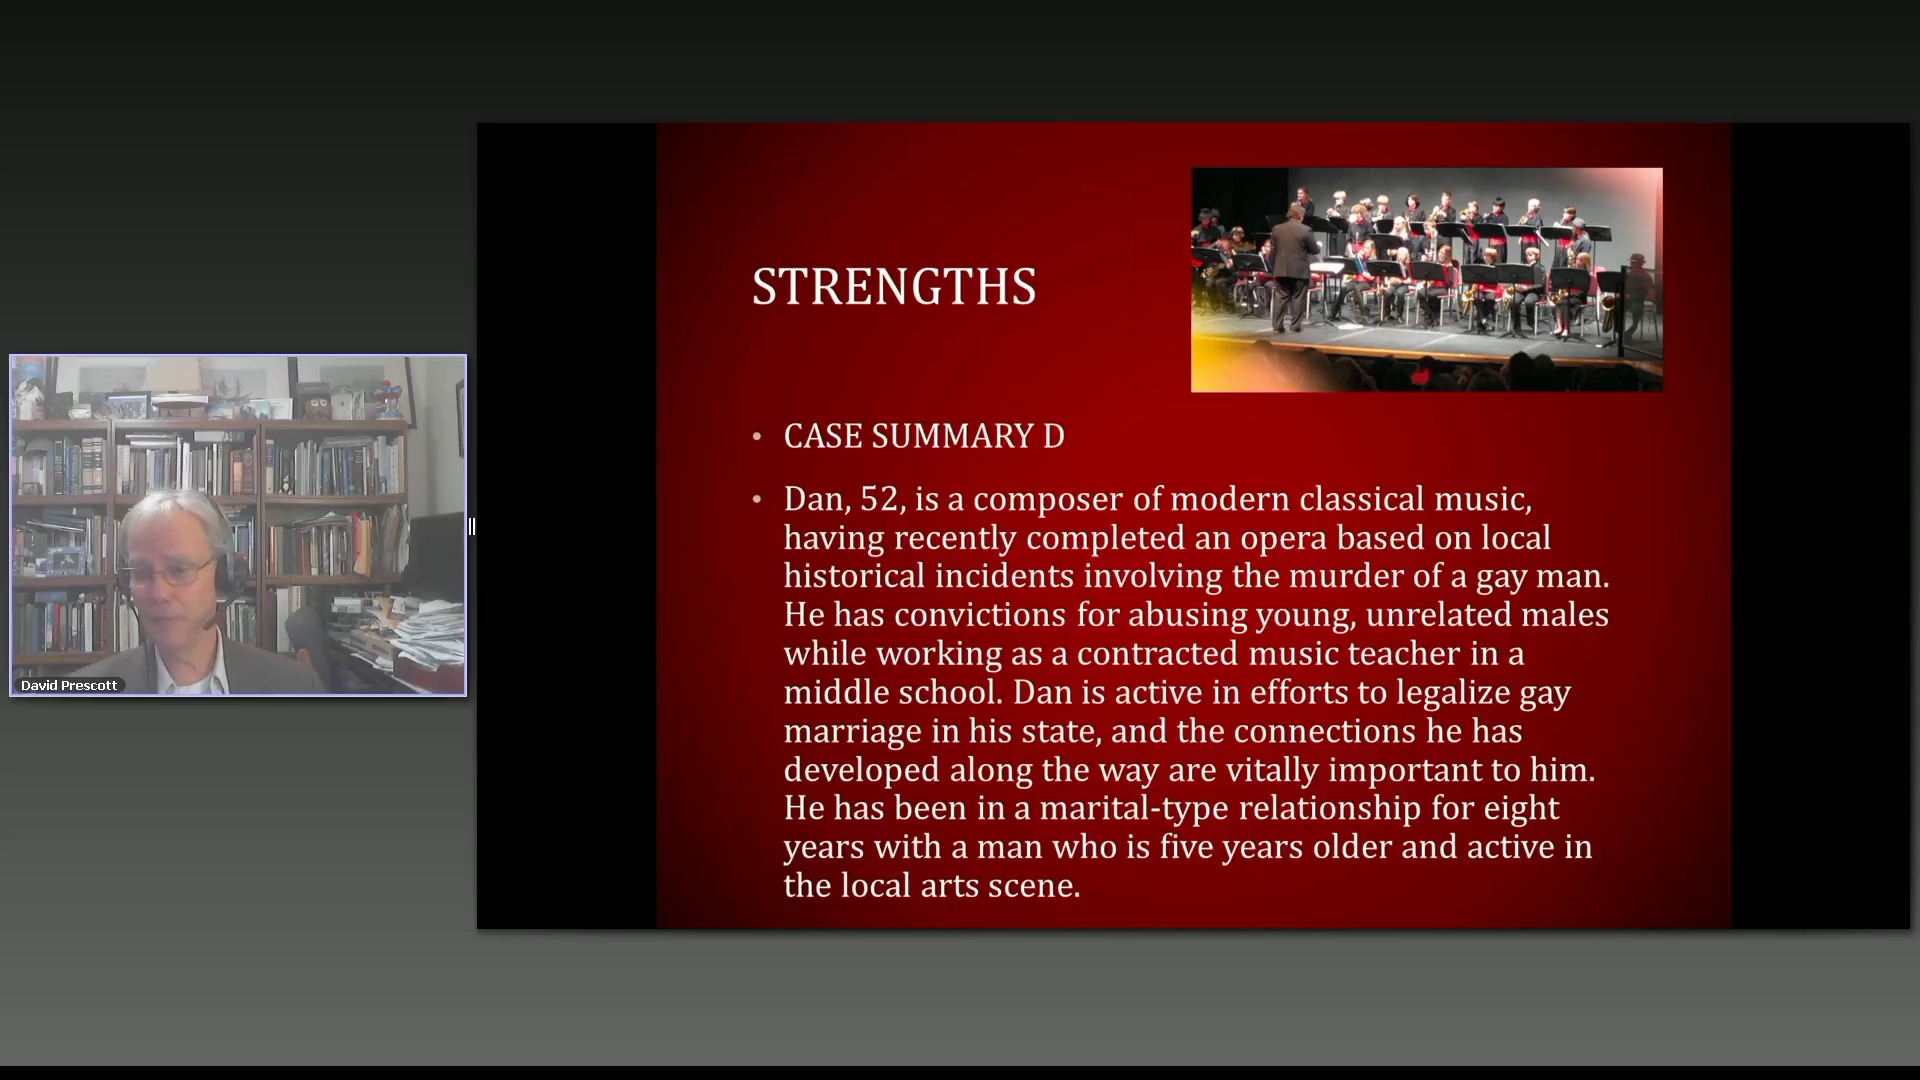 STRENGTHS
• CASE SUMMARY D
• Dan, 52, is a composer of modern classical music,
having recently completed an opera based on local
historical incidents involving the murder of a gay man.
He has convictions for abusing young, unrelated males
while working as a contracted music teacher in a
middle school. Dan is active in efforts to legalize gay
marriage in his state, and the connections he has
developed along the way are vitally important to him.
He has been in a marital-type relationship for eight
years with a man who is five years older and active in
the local arts scene.
David Prescott